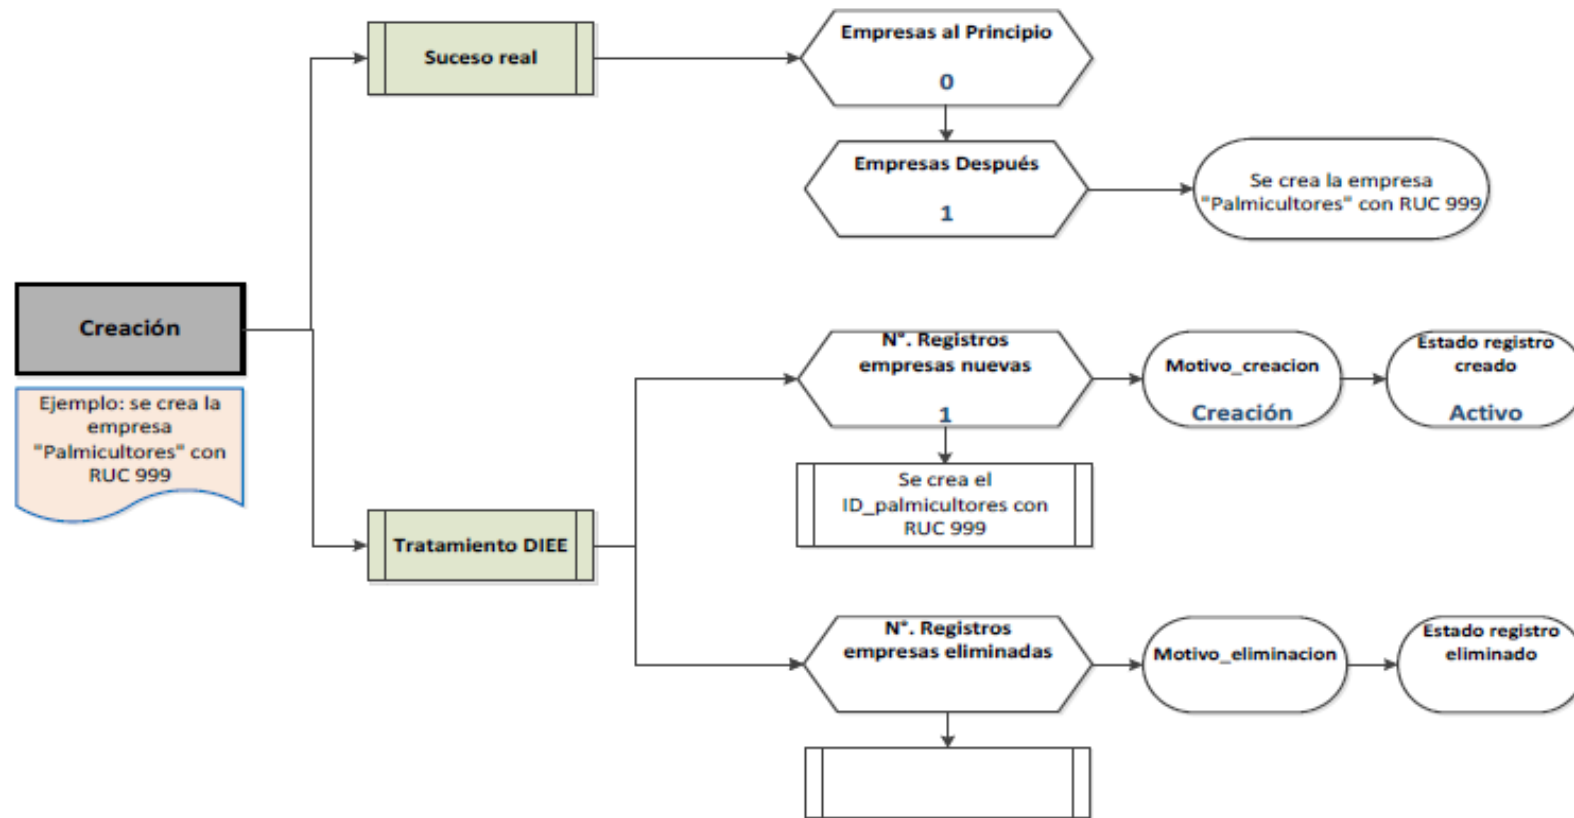 Suceso real
Empresas al Principio
0
Empresas Después
1
Se crea la empresa
"Palmicultores" con RUC 999
Creación
Ejemplo: se crea la
empresa
"Palmicultores" con
RUC 999
Tratamiento DIEE
N°. Registros
empresas nuevas
1
Motivo_creacion
Creación
Estado registro
creado
Activo
Se crea el
ID_palmicultores con
RUC 999
N°. Registros
empresas eliminadas
Motivo_eliminacion
Estado registro
eliminado